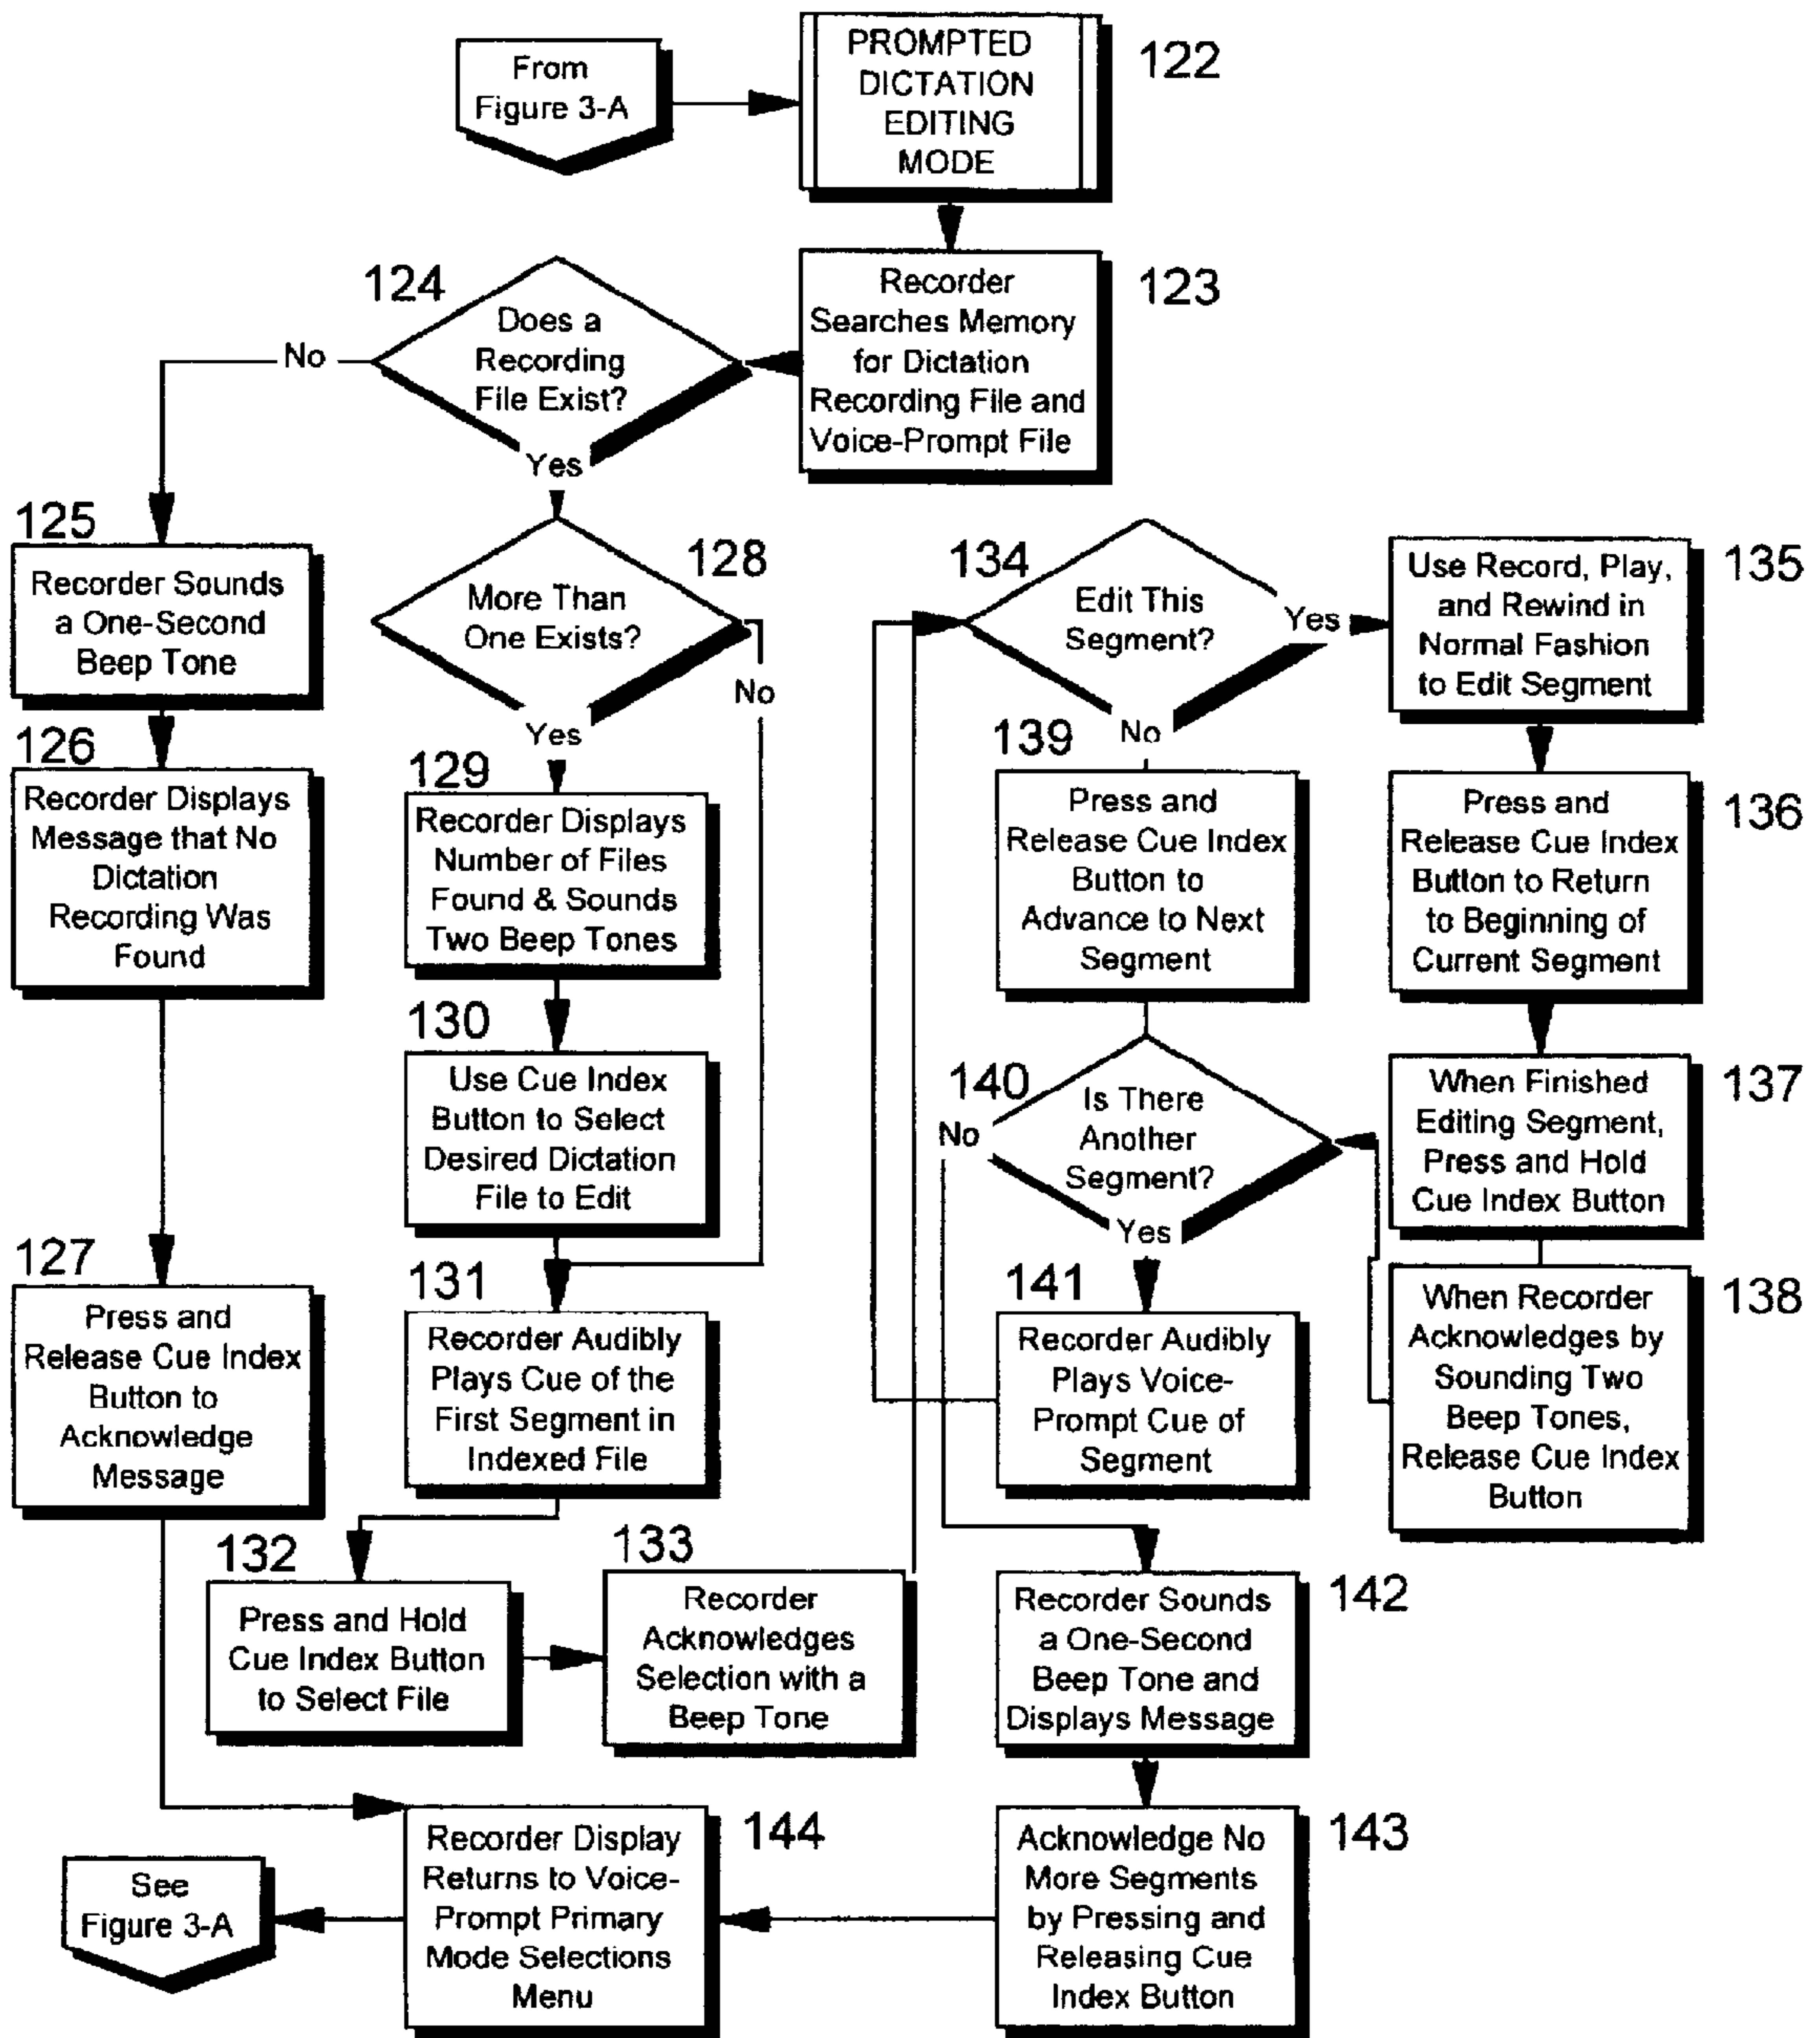 From
Figure 3-A
PROMPTED
DICTATION
EDITING
MODE
122
Recorder
Searches Memory
for Dictation
Recording File and
Voice-Prompt File
123
124
Does a
Recording
File Exist?
No
Yes
125
Recorder Sounds
a One-Second
Beep Tone
126
Recorder Displays
Message that No
Dictation
Recording Was
Found
127
Press and
Release Cue Index
Button to
Acknowledge
Message
128
More Than
One Exists?
No
Yes
129
Recorder Displays
Number of Files
Found & Sounds
Two Beep Tones
130
Use Cue Index
Button to Select
Desired Dictation
File to Edit
131
Recorder Audibly
Plays Cue of the
First Segment in
Indexed File
132
Press and Hold
Cue Index Button
to Select File
133
Recorder
Acknowledges
Selection with a
Beep Tone
134
Edit This
Segment?
Yes
No
135
Use Record, Play,
and Rewind in
Normal Fashion
to Edit Segment
136
Press and
Release Cue Index
Button to Return
to Beginning of
Current Segment
137
When Finished
Editing Segment,
Press and Hold
Cue Index Button
138
When Recorder
Acknowledges by
Sounding Two
Beep Tones,
Release Cue Index
Button
139
Press and
Release Cue Index
Button to
Advance to Next
Segment
140
Is There
Another
Segment?
No
Yes
141
Recorder Audibly
Plays Voice-
Prompt Cue of
Segment
142
Recorder Sounds
a One-Second
Beep Tone and
Displays Message
143
Acknowledge No
More Segments
by Pressing and
Releasing Cue
Index Button
144
Recorder Display
Returns to Voice-
Prompt Primary
Mode Selections
Menu
See
Figure 3-A